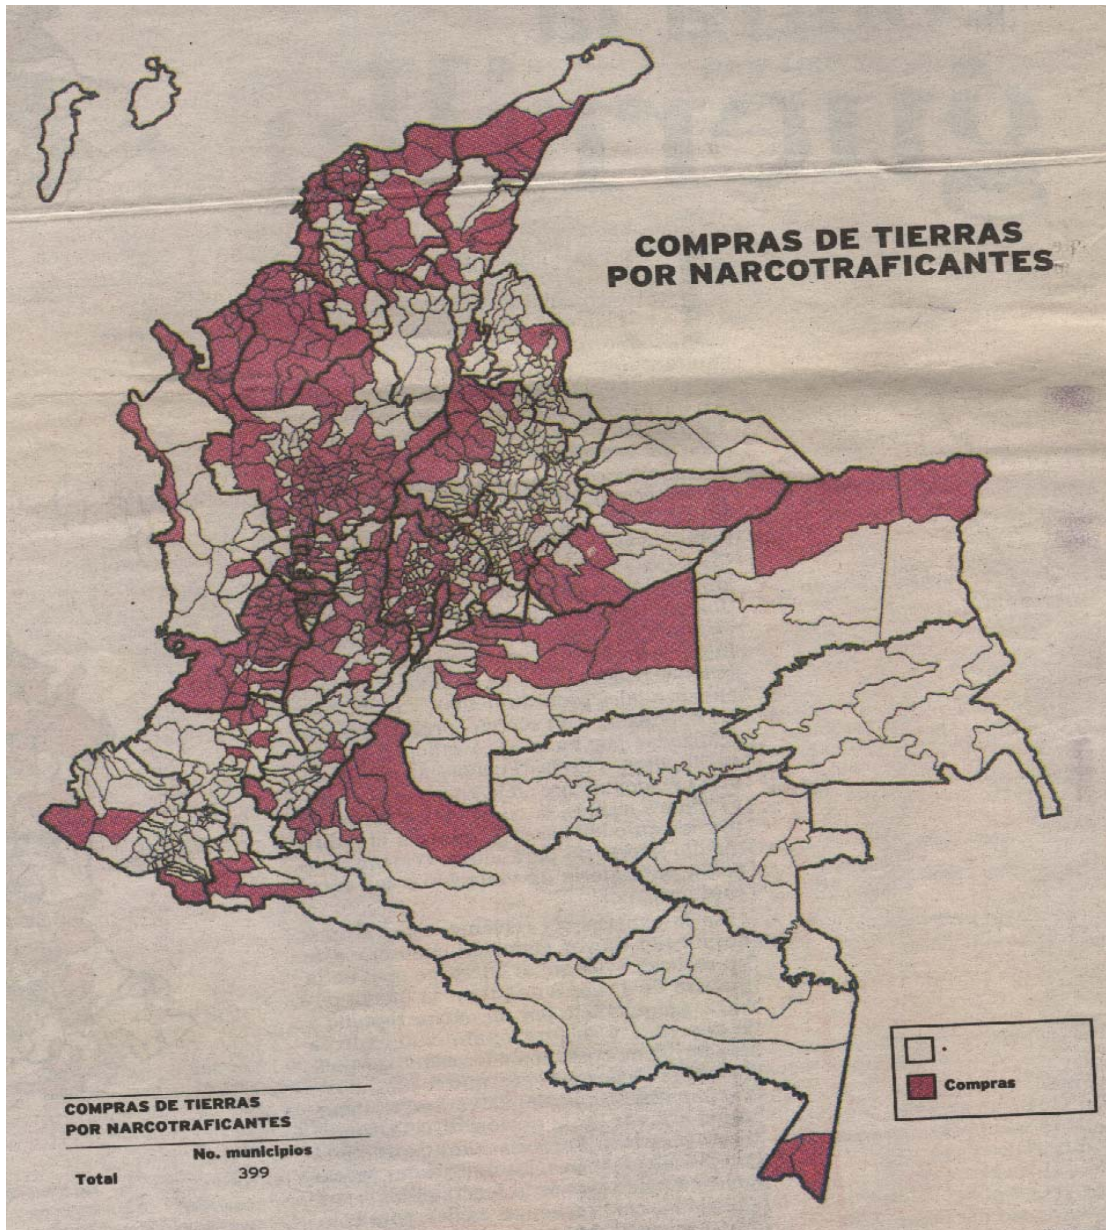 COMPRAS DE TIERRAS
POR NARCOTRAFICANTES
Compras
COMPRAS DE TIERRAS
POR NARCOTRAFICANTES
No. municipios
Total 399